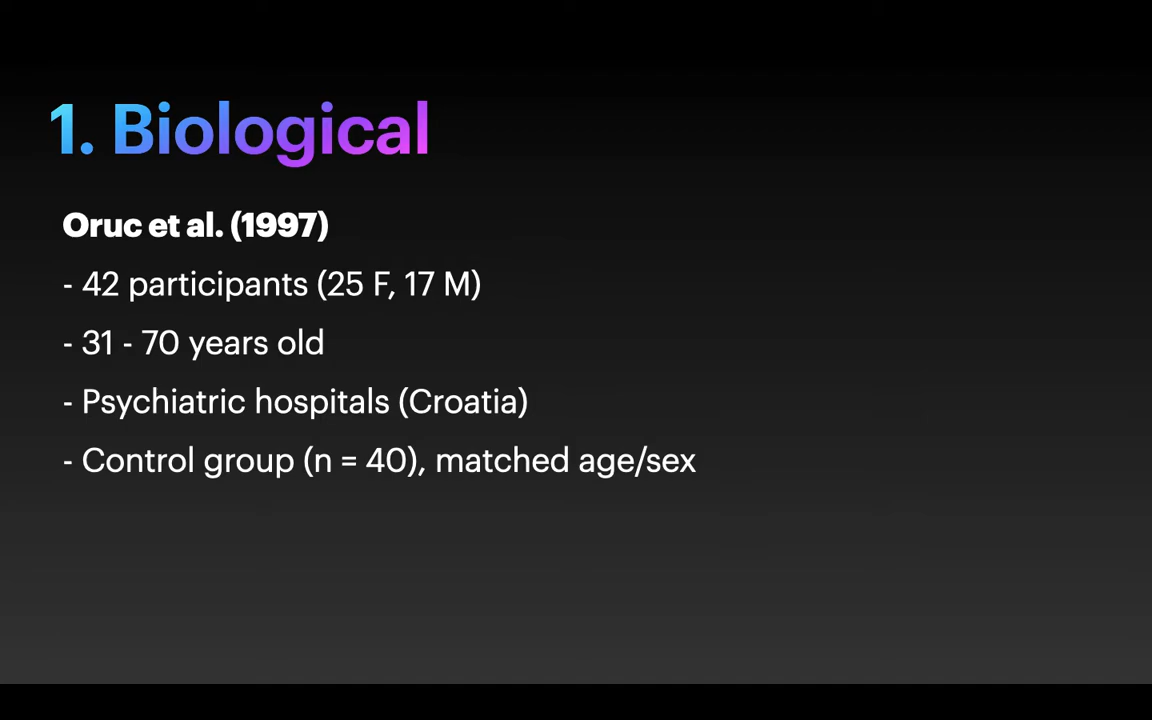 1. Biological
Oruc et al. (1997)
- 42 participants (25 F, 17 M)
- 31 - 70 years old
- Psychiatric hospitals (Croatia)
- Control group (n = 40), matched age/sex